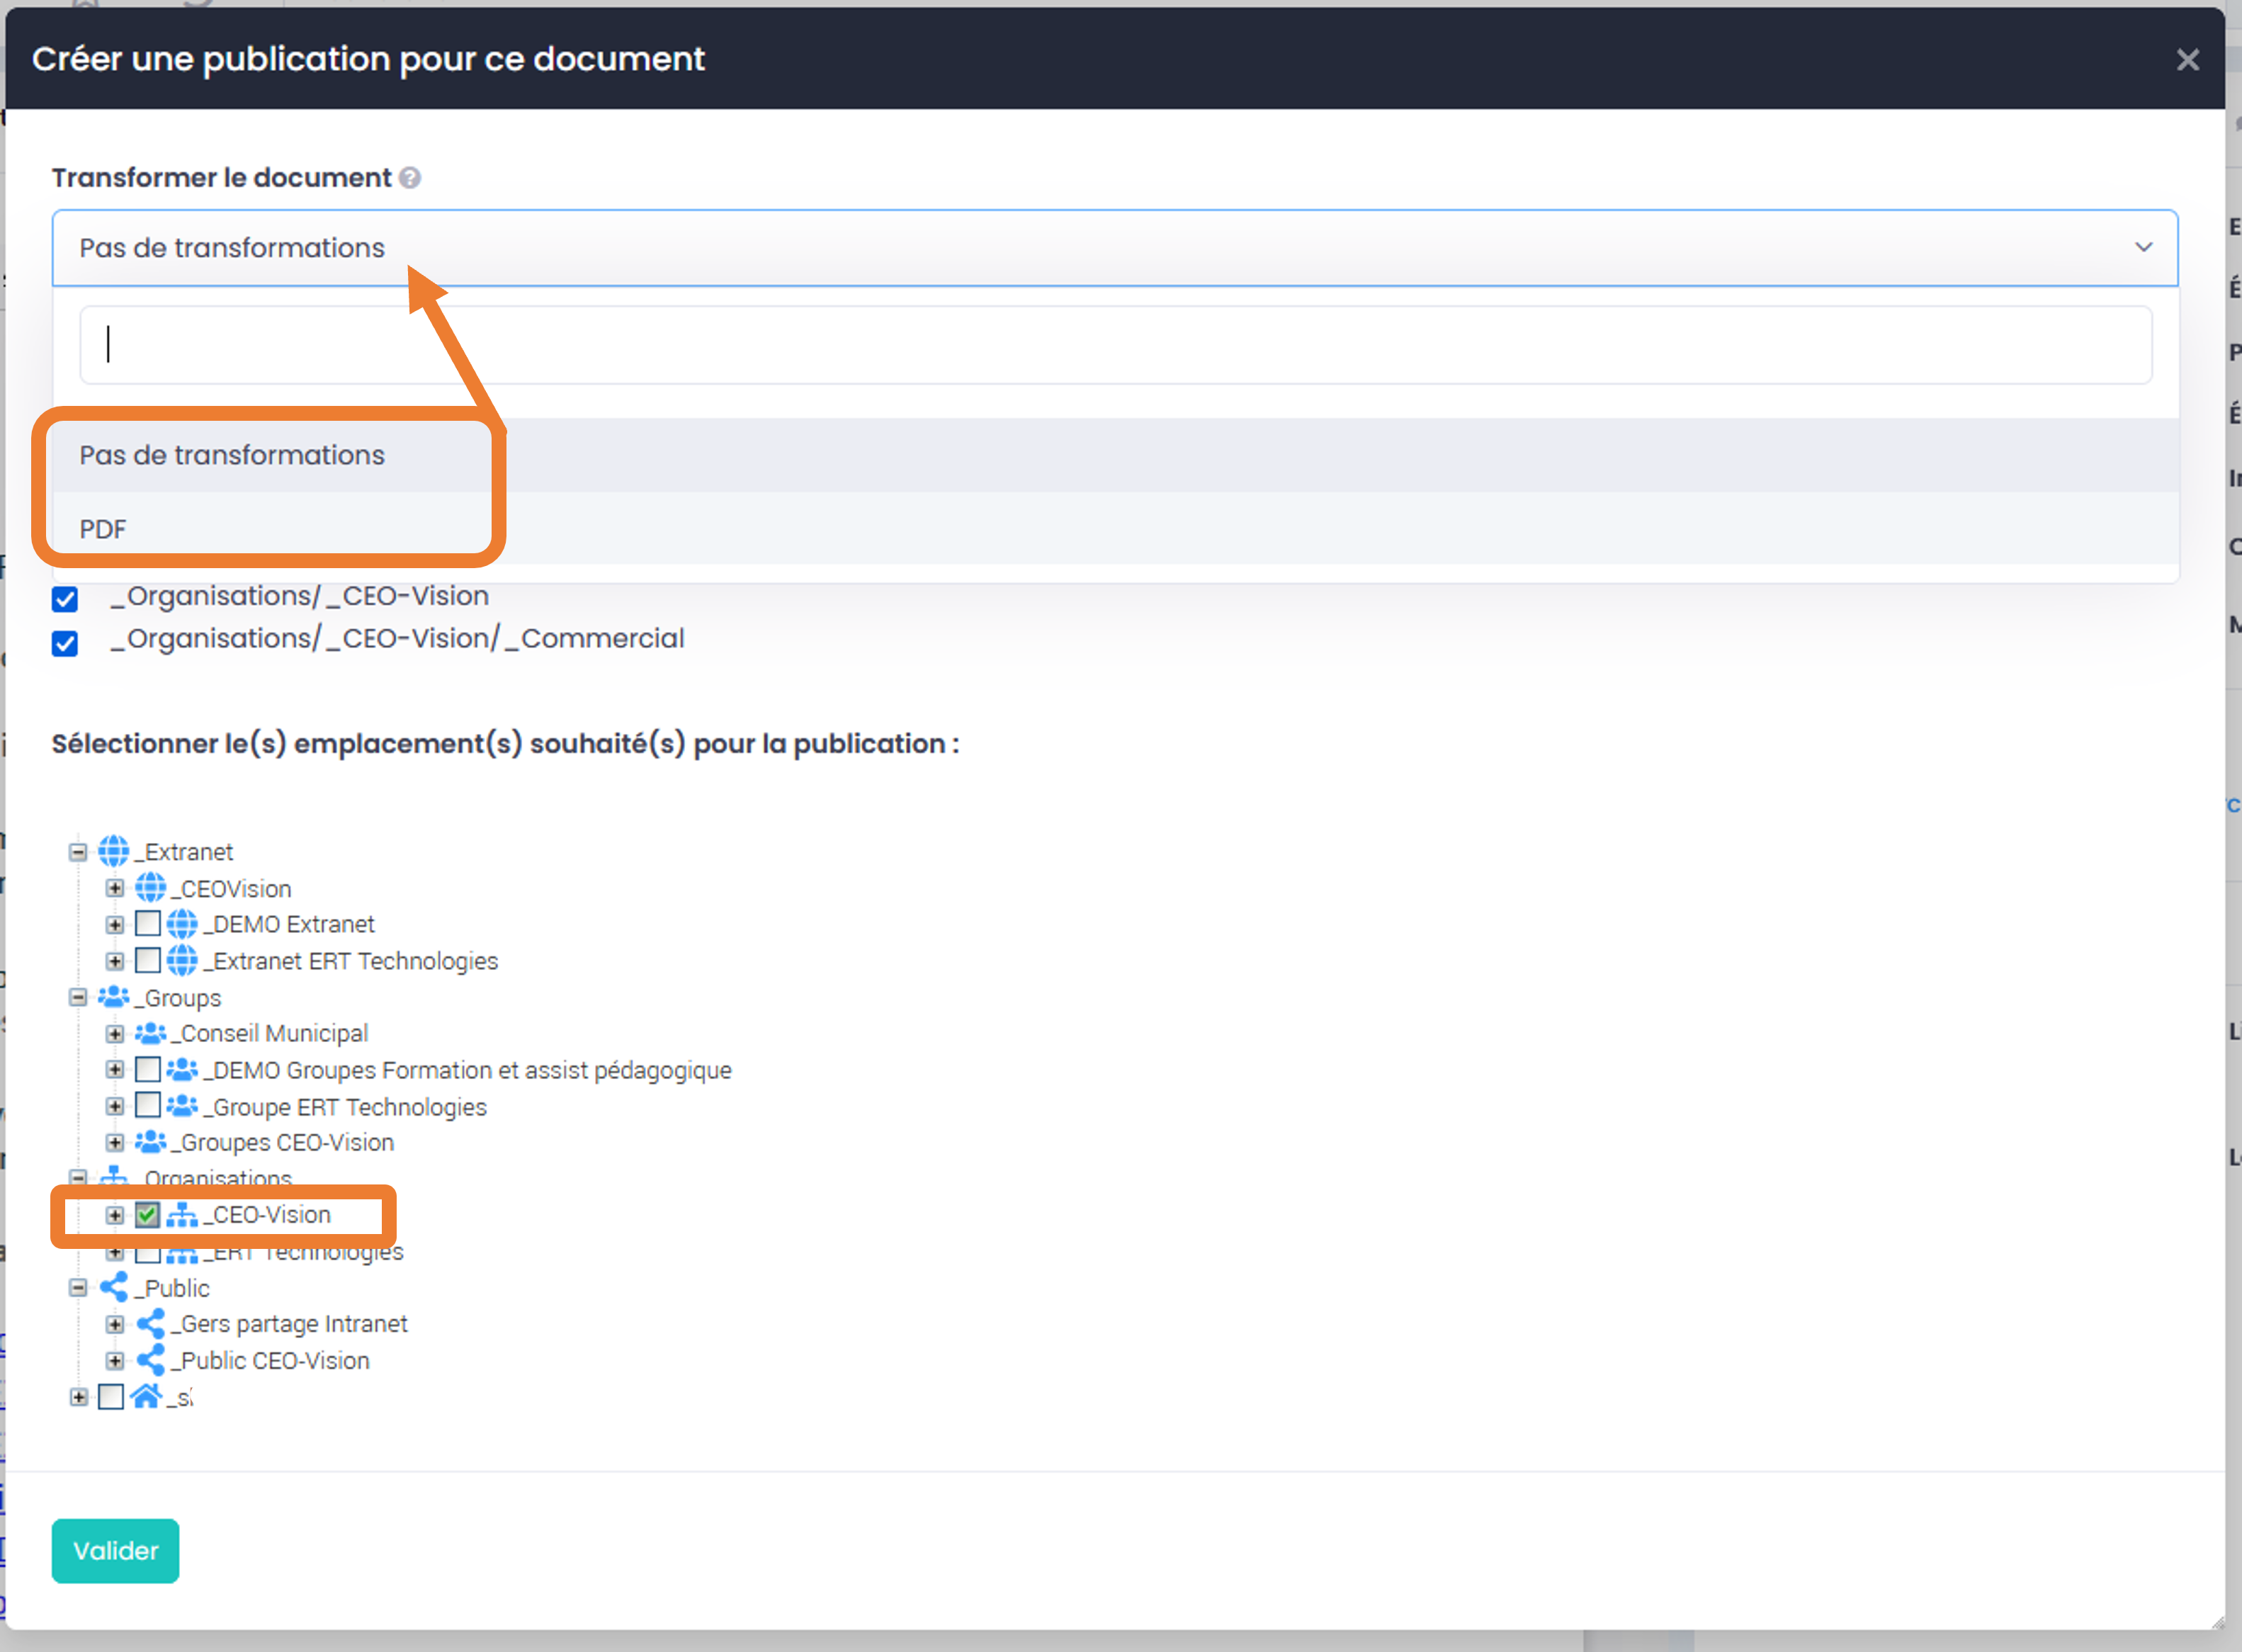 Créer une publication pour ce document
Transformer le document
Pas de transformations
Pas de transformations
PDF
_Organisations/_CEO-Vision
_Organisations/_CEO-Vision/_Commercial
Sélectionner le(s) emplacement(s) souhaité(s) pour la publication :
_Extranet
_CEOVision
_DEMO Extranet
_Extranet ERT Technologies
_Groups
_Conseil Municipal
_DEMO Groupes Formation et assist pédagogique
_Groupe ERT Technologies
_Groupes CEO-Vision
_Organisations
_CEO-Vision
_ERT Technologies
_Public
_Gers partage Intranet
_Public CEO-Vision
Valider